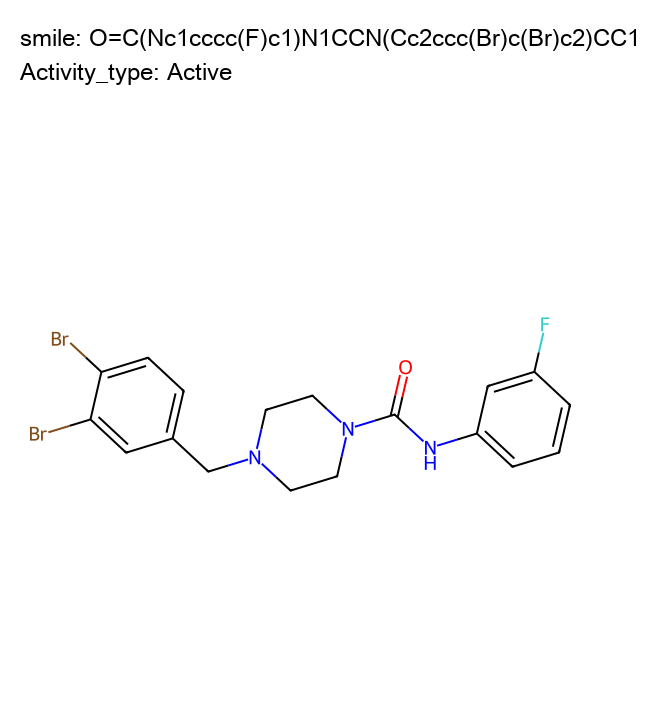 smile: O=C(Nc1cccc(F)c1)N1CCN(Cc2ccc(Br)c(Br)c2)CC1
Activity_type: Active
F
Br
O
N
Br
N
N
H